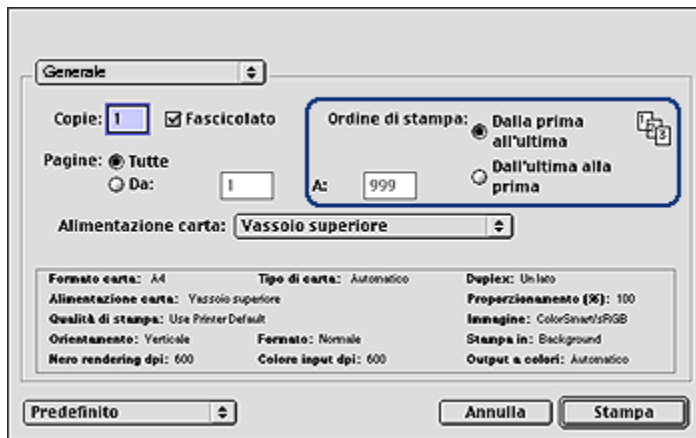 Generale
Copie: 1 Fascicolato
Ordine di stampa: Dalla prima
all'ultima
1 3
Pagine: Tutte
Da: 1 A: 999
Dall'ultima alla
prima
Alimentazione carta: Vassoio superiore
Formato carta: A4 Tipo di carta: Automatico Duplex: Un lato
Alimentazione carta: Vassoio superiore Proporzionamento (%): 100
Qualità di stampa: Use Printer Default Immagine: ColorSmart/sRGB
Orientamento: Verticale Formato: Normale Stampa in: Background
Nero rendering dpi: 600 Colore input dpi: 600 Output a colori: Automatico
Predefinito Annulla Stampa